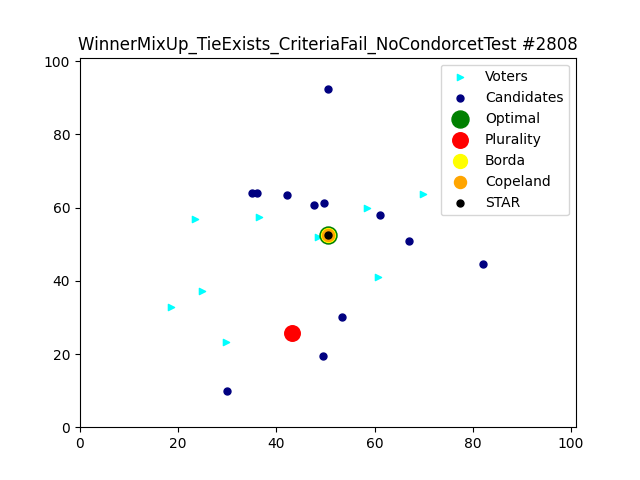 WinnerMixUp_TieExists_CriteriaFail_NoCondorcetTest #2808
Voters
Candidates
Optimal
Plurality
Borda
Copeland
STAR
100
80
60
40
20
0
0 20 40 60 80 100